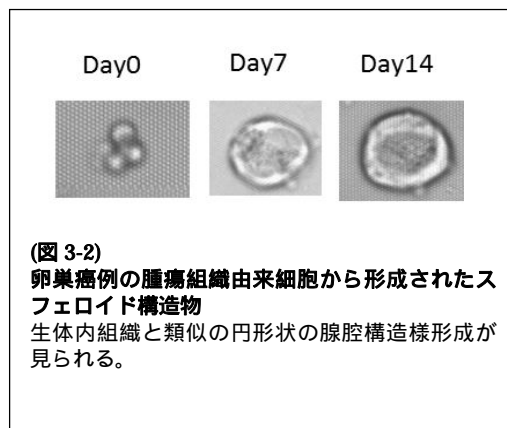 Day0 Day7 Day14
(図 3-2)
卵巣癌例の腫瘍組織由来細胞から形成されたス
フェロイド構造物
生体内組織と類似の円形状の腺腔構造様形成が
見られる。